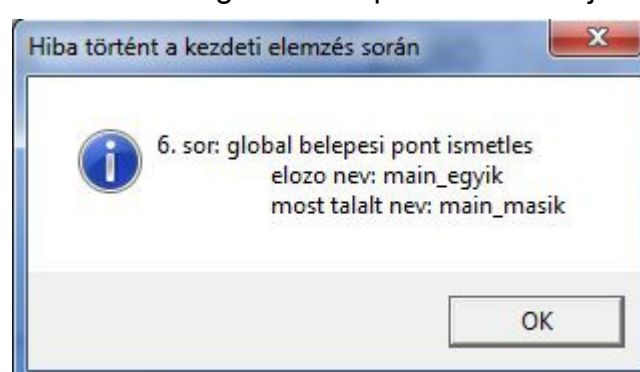 Hiba történt a kezdeti elemzés során
6. sor: global belepesi pont ismetles
elozo nev: main_egyik
most talalt nev: main_masik
OK